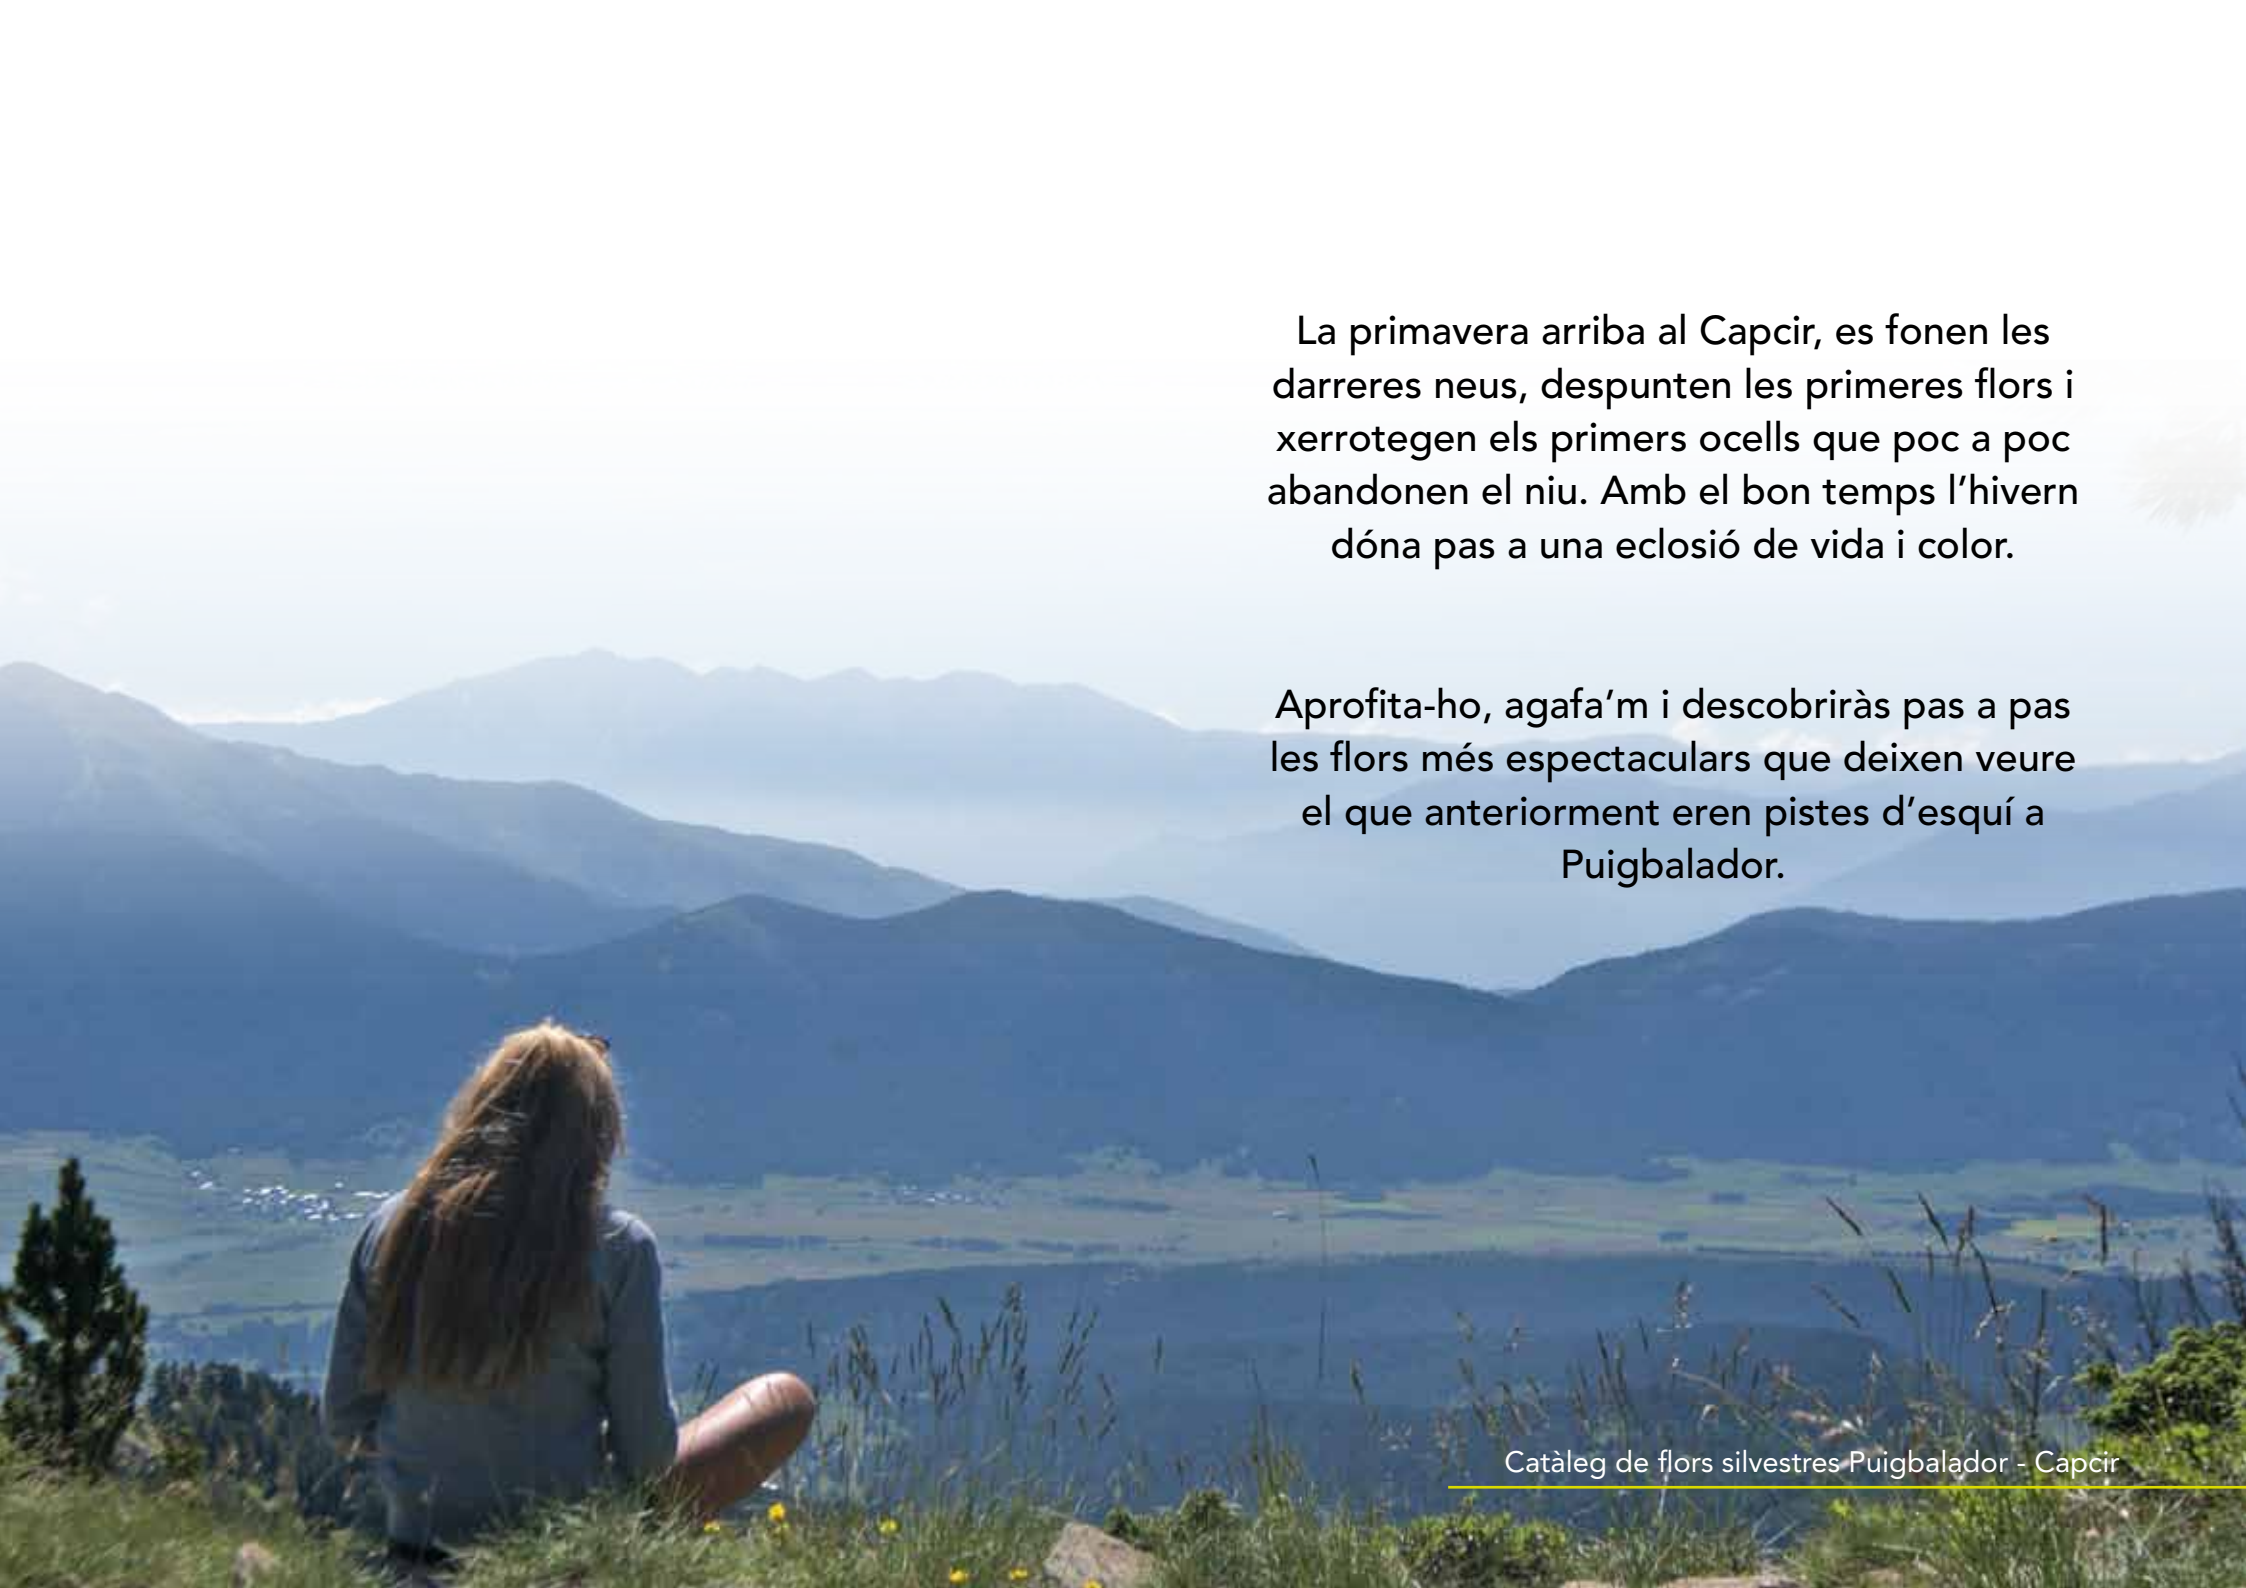 La primavera arriba al Capcir, es fonen les
darreres neus, despunten les primeres flors i
xerrotegen els primers ocells que poc a poc
abandonen el niu. Amb el bon temps l’hivern
dóna pas a una eclosió de vida i color.
Aprofita-ho, agafa’m i descobriràs pas a pas
les flors més espectaculars que deixen veure
el que anteriorment eren pistes d’esquí a
Puigbalador.
Catàleg de flors silvestres Puigbalador - Capcir